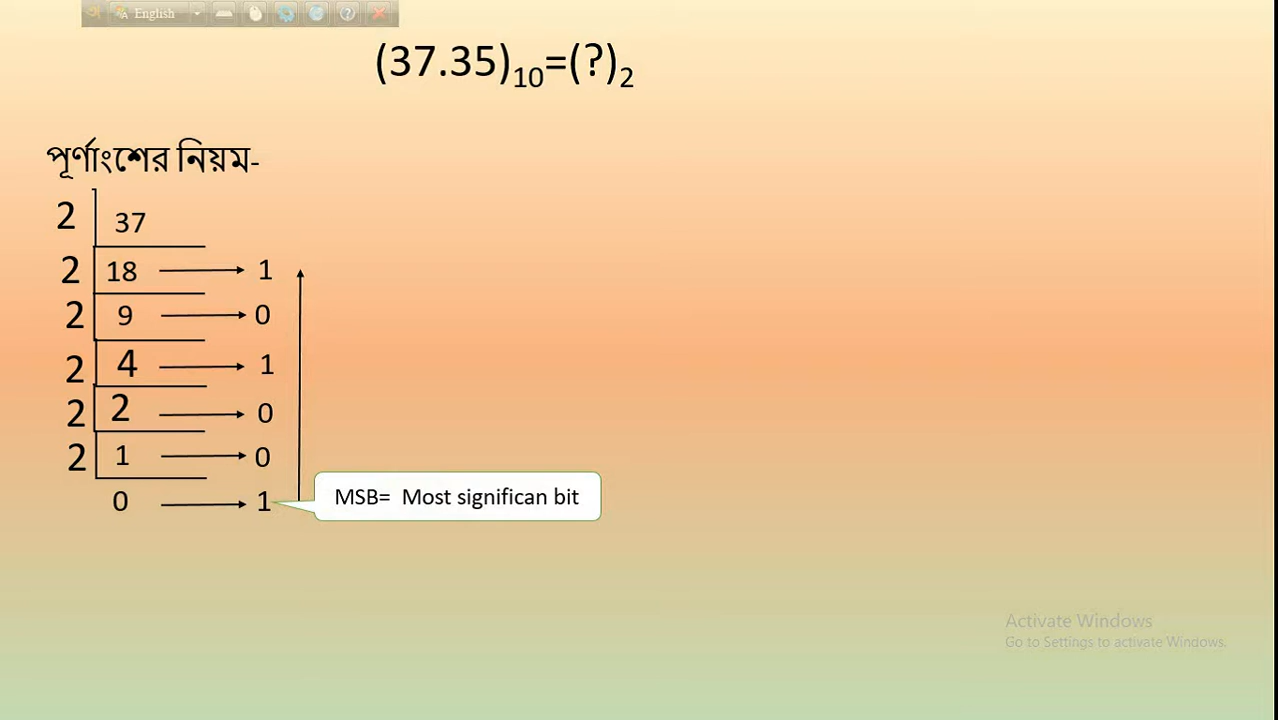 English
(37.35)₁₀=(?)₂
পূর্ণাংশের নিয়ম-
2 37
2 18 1
2 9 0
2 4 1
2 2 0
2 1 0
0 1
MSB= Most significan bit
Activate Windows
Go to Settings to activate Windows.